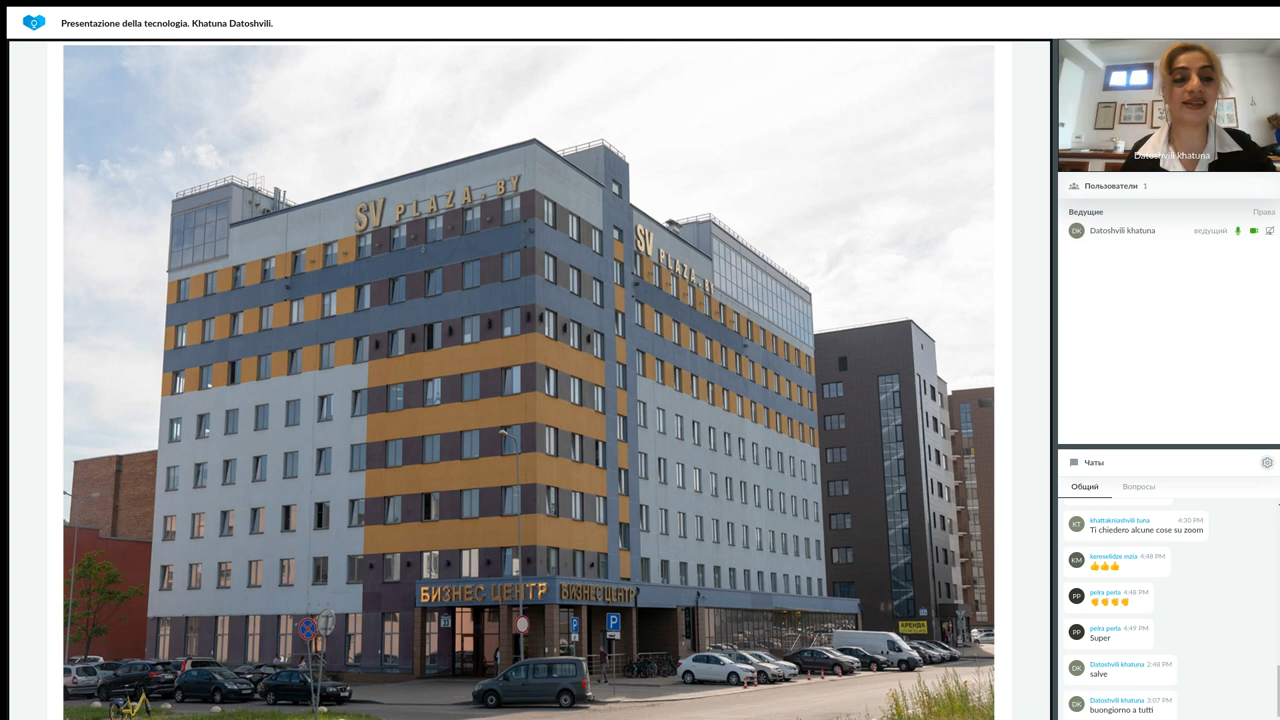 Presentazione della tecnologia. Khatuna Datoshvili.
SV PLAZA.BY
SV PLAZA.BY
БИЗНЕС ЦЕНТР
БИЗНЕС ЦЕНТР
P
P
АРЕНДА
Datoshvili khatuna
Пользователи 1
Ведущие Права
DK Datoshvili khatuna ведущий
Чаты
Общий Вопросы
KT khattakniashvili tuna 4:30 PM
Ti chiedero alcune cose su zoom
KM kereselidze mzia 4:48 PM
👍👍👍
PP pelra perla 4:48 PM
👏👏👏👏
PP pelra perla 4:49 PM
Super
DK Datoshvili khatuna 2:48 PM
salve
DK Datoshvili khatuna 3:07 PM
buongiorno a tutti